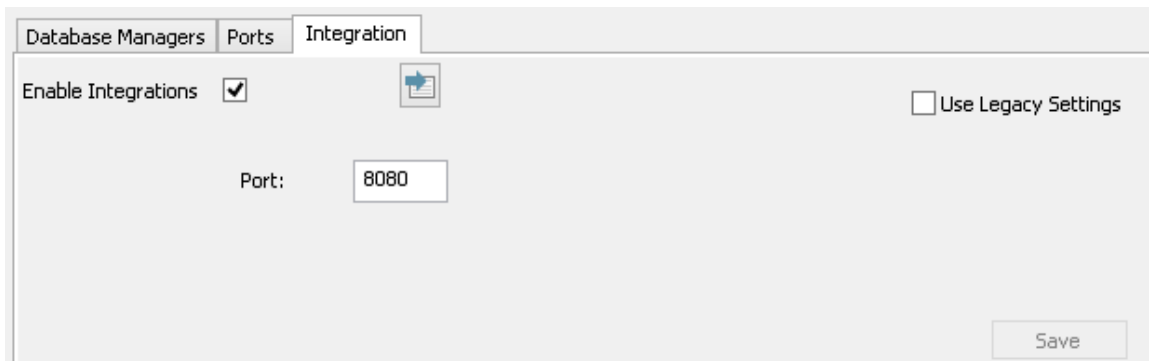 Database Managers Ports Integration
Enable Integrations
Use Legacy Settings
Port: 8080
Save